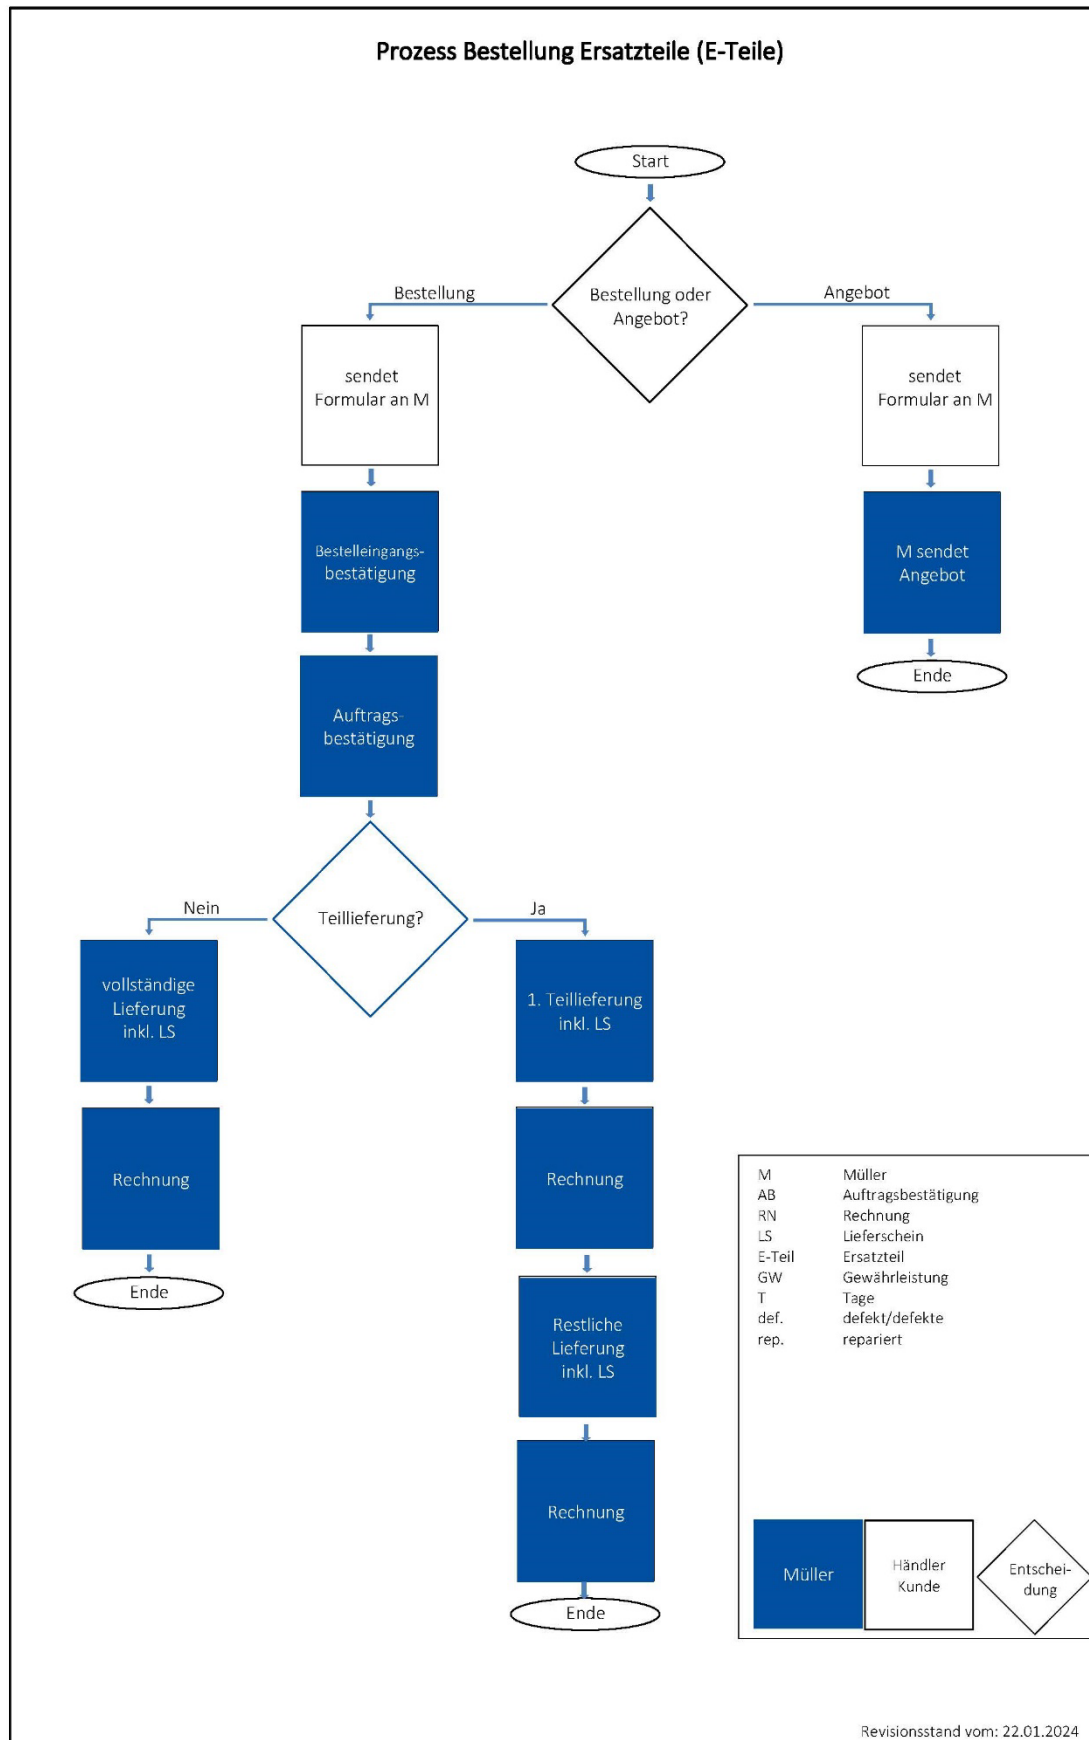 Prozess Bestellung Ersatzteile (E-Teile)
Start
Bestellung oder
Angebot?
Bestellung
Angebot
sendet
Formular an M
sendet
Formular an M
Bestelleingangs-
bestätigung
M sendet
Angebot
Auftrags-
bestätigung
Ende
Teillieferung?
Nein
Ja
vollständige
Lieferung
inkl. LS
1. Teillieferung
inkl. LS
Rechnung
Rechnung
Ende
Restliche
Lieferung
inkl. LS
Rechnung
Ende
M Müller
AB Auftragsbestätigung
RN Rechnung
LS Lieferschein
E-Teil Ersatzteil
GW Gewährleistung
T Tage
def. defekt/defekte
rep. repariert
Müller
Händler
Kunde
Entschei-
dung
Revisionsstand vom: 22.01.2024